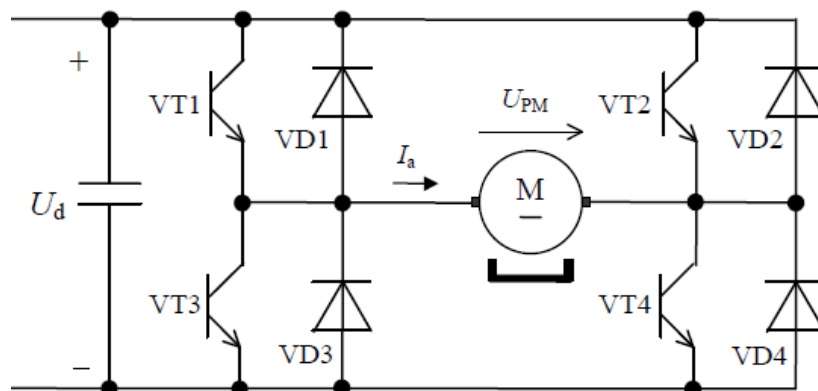 +
VT1
VD1
U_PM
VT2
VD2
I_a
M
U_d
VT3
VD3
VT4
VD4
–